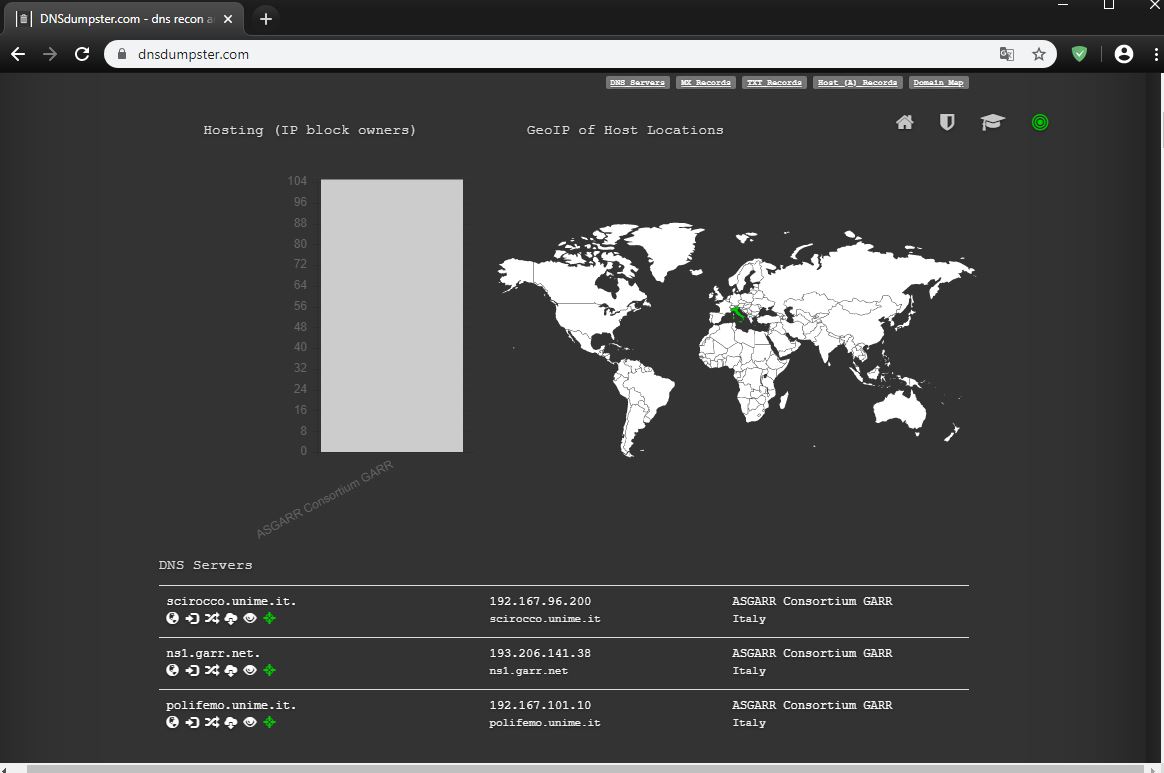 DNSdumpster.com - dns recon a
dnsdumpster.com
DNS Servers MX Records TXT Records Host (A) Records Domain Map
Hosting (IP block owners)
GeoIP of Host Locations
104
96
88
80
72
64
56
48
40
32
24
16
8
0
ASGARR Consortium GARR
DNS Servers
scirocco.unime.it. 192.167.96.200 ASGARR Consortium GARR
scirocco.unime.it Italy
ns1.garr.net. 193.206.141.38 ASGARR Consortium GARR
ns1.garr.net Italy
polifemo.unime.it. 192.167.101.10 ASGARR Consortium GARR
polifemo.unime.it Italy